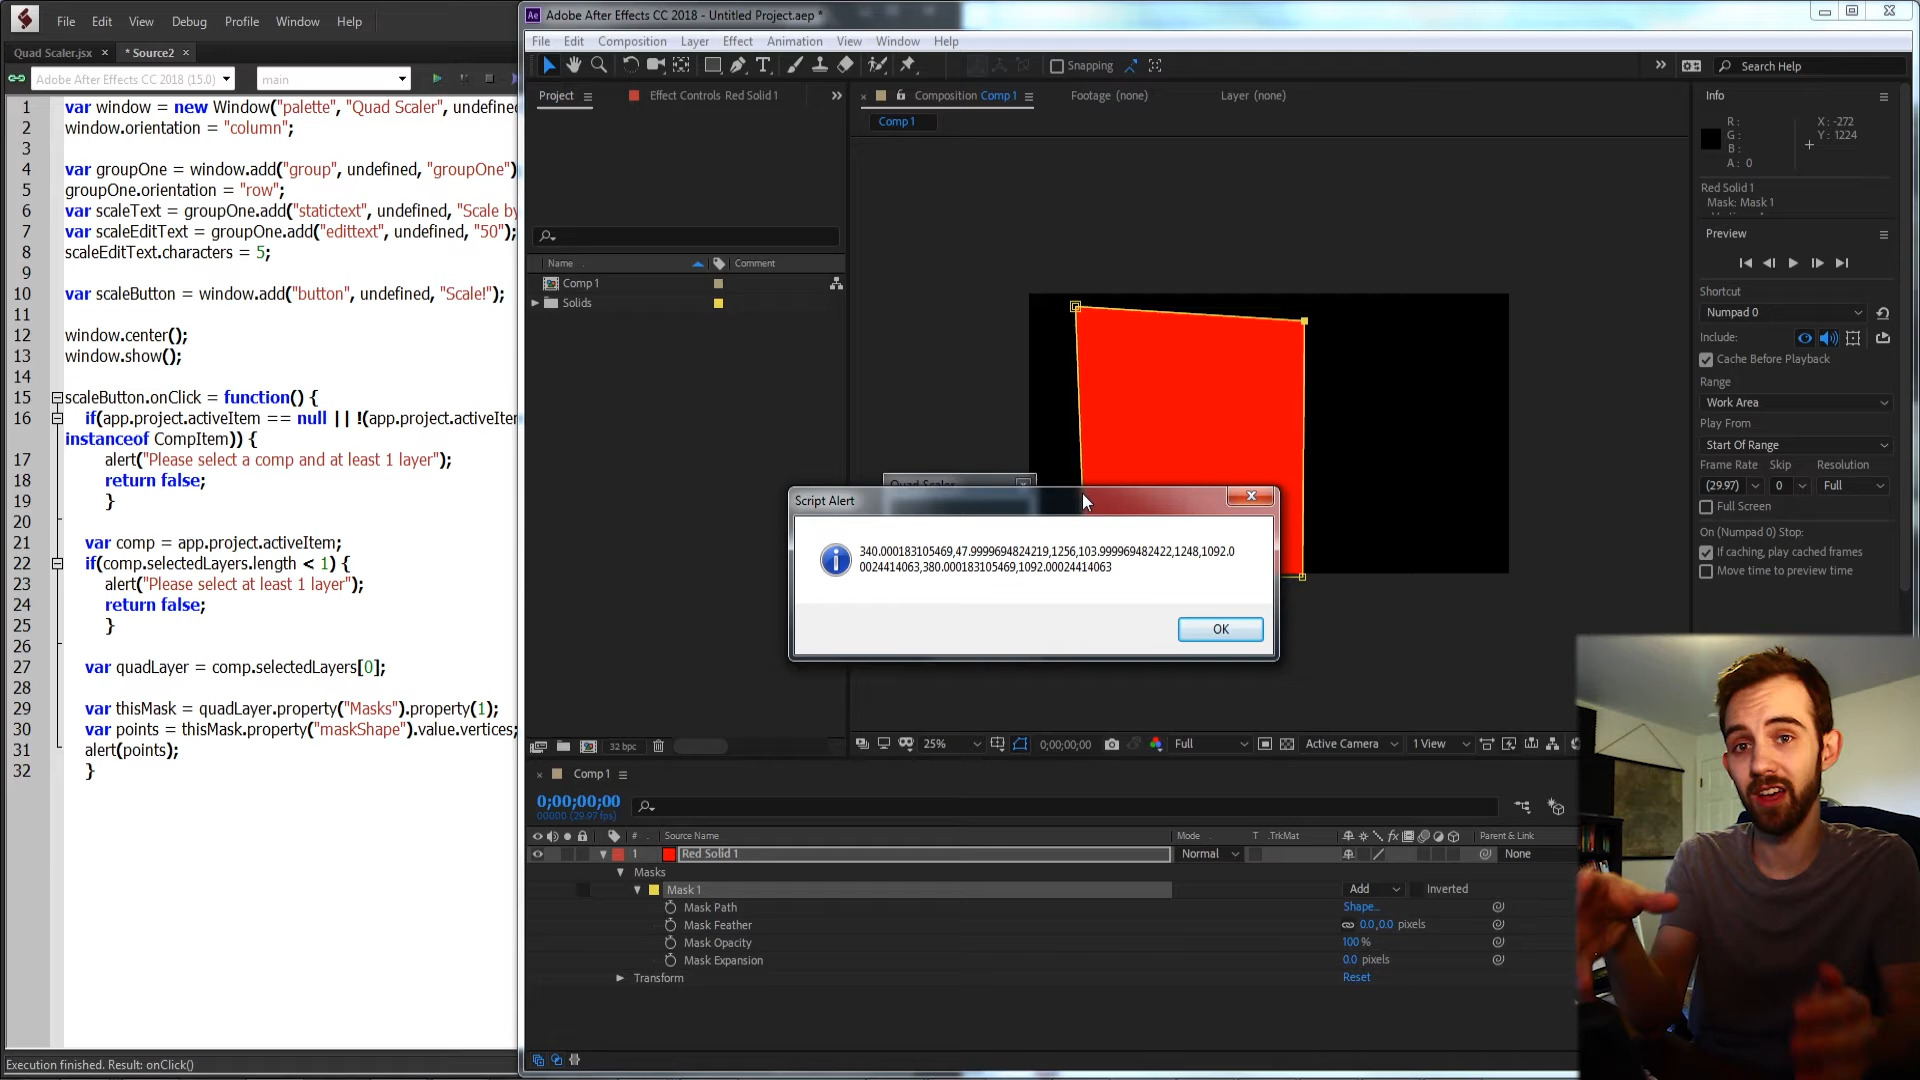 File Edit View Debug Profile Window Help
Quad Scaler.jsx
* Source2
Adobe After Effects CC 2018 (15.0)
main
1 var window = new Window("palette", "Quad Scaler", undefined
2 window.orientation = "column";
3
4 var groupOne = window.add("group", undefined, "groupOne")
5 groupOne.orientation = "row";
6 var scaleText = groupOne.add("statictext", undefined, "Scale by
7 var scaleEditText = groupOne.add("edittext", undefined, "50");
8 scaleEditText.characters = 5;
9
10 var scaleButton = window.add("button", undefined, "Scale!");
11
12 window.center();
13 window.show();
14
15 scaleButton.onClick = function() {
16 if(app.project.activeItem == null || !(app.project.activeIter
instanceof CompItem)) {
17 alert("Please select a comp and at least 1 layer");
18 return false;
19 }
20
21 var comp = app.project.activeItem;
22 if(comp.selectedLayers.length < 1) {
23 alert("Please select at least 1 layer");
24 return false;
25 }
26
27 var quadLayer = comp.selectedLayers[0];
28
29 var thisMask = quadLayer.property("Masks").property(1);
30 var points = thisMask.property("maskShape").value.vertices;
31 alert(points);
32 }
Execution finished. Result: onClick()
Ae Adobe After Effects CC 2018 - Untitled Project.aep *
File Edit Composition Layer Effect Animation View Window Help
Snapping
Search Help
Project
Effect Controls Red Solid 1
Composition Comp 1
Footage (none)
Layer (none)
Comp 1
Name
Comment
Comp 1
Solids
32 bpc
Quad Scaler
Script Alert
340.000183105469,47.9999694824219,1256,103.999969482422,1248,1092.0
0024414063,380.000183105469,1092.00024414063
OK
25%
0;00;00;00
Full
Active Camera
1 View
Info
R :
G :
B :
A : 0
X : -272
Y : 1224
Red Solid 1
Mask: Mask 1
Preview
Shortcut
Numpad 0
Include:
Cache Before Playback
Range
Work Area
Play From
Start Of Range
Frame Rate Skip Resolution
(29.97) 0 Full
Full Screen
On (Numpad 0) Stop:
If caching, play cached frames
Move time to preview time
Comp 1
0;00;00;00
00000 (29.97 fps)
# Source Name Mode T .TrkMat Parent & Link
1 Red Solid 1 Normal None
Masks
Mask 1 Add Inverted
Mask Path Shape...
Mask Feather 0.0,0.0 pixels
Mask Opacity 100 %
Mask Expansion 0.0 pixels
Transform Reset